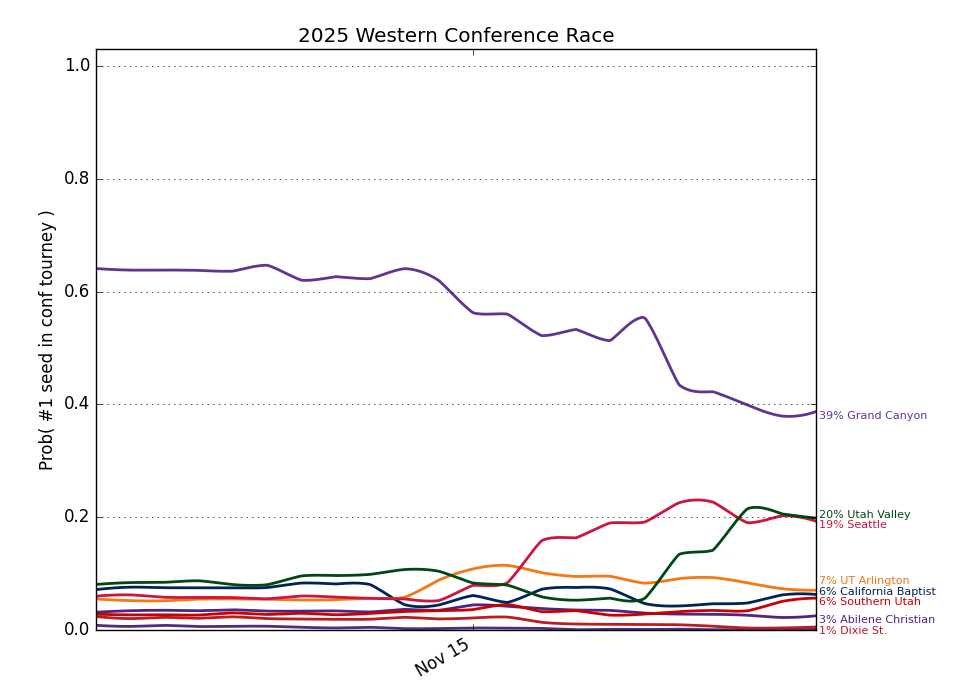 2025 Western Conference Race
Prob( #1 seed in conf tourney )
1.0
0.8
0.6
0.4
0.2
0.0
Nov 15
39% Grand Canyon
20% Utah Valley
19% Seattle
7% UT Arlington
6% California Baptist
6% Southern Utah
3% Abilene Christian
1% Dixie St.